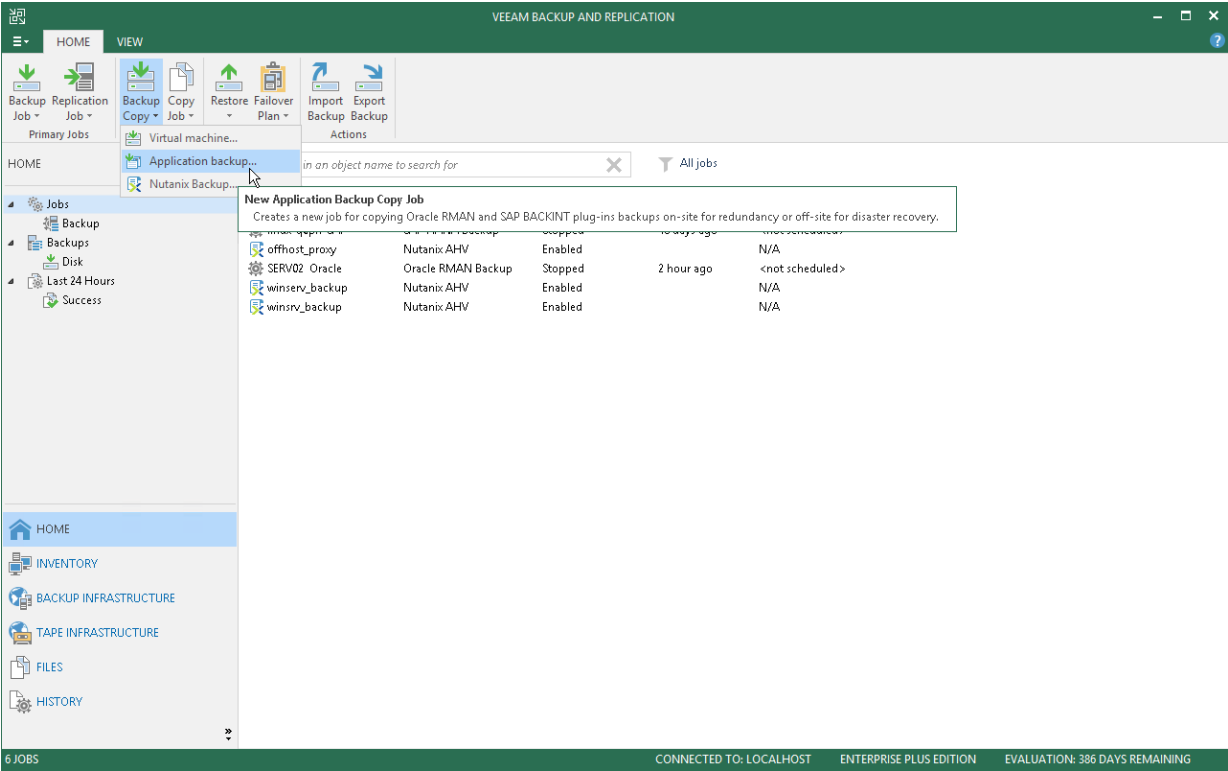 VEEAM BACKUP AND REPLICATION
HOME VIEW
Backup Job Replication Job Backup Copy Copy Job Restore Failover Plan Import Backup Export Backup
Primary Jobs Actions
Virtual machine...
Application backup...
Nutanix Backup...
HOME
in an object name to search for
All jobs
New Application Backup Copy Job
Creates a new job for copying Oracle RMAN and SAP BACKINT plug-ins backups on-site for redundancy or off-site for disaster recovery.
Jobs
Backup
Backups
Disk
Last 24 Hours
Success
offhost_proxy Nutanix AHV Enabled N/A
SERV02 Oracle Oracle RMAN Backup Stopped 2 hour ago <not scheduled>
winserv_backup Nutanix AHV Enabled N/A
winsrv_backup Nutanix AHV Enabled N/A
HOME
INVENTORY
BACKUP INFRASTRUCTURE
TAPE INFRASTRUCTURE
FILES
HISTORY
6 JOBS CONNECTED TO: LOCALHOST ENTERPRISE PLUS EDITION EVALUATION: 386 DAYS REMAINING